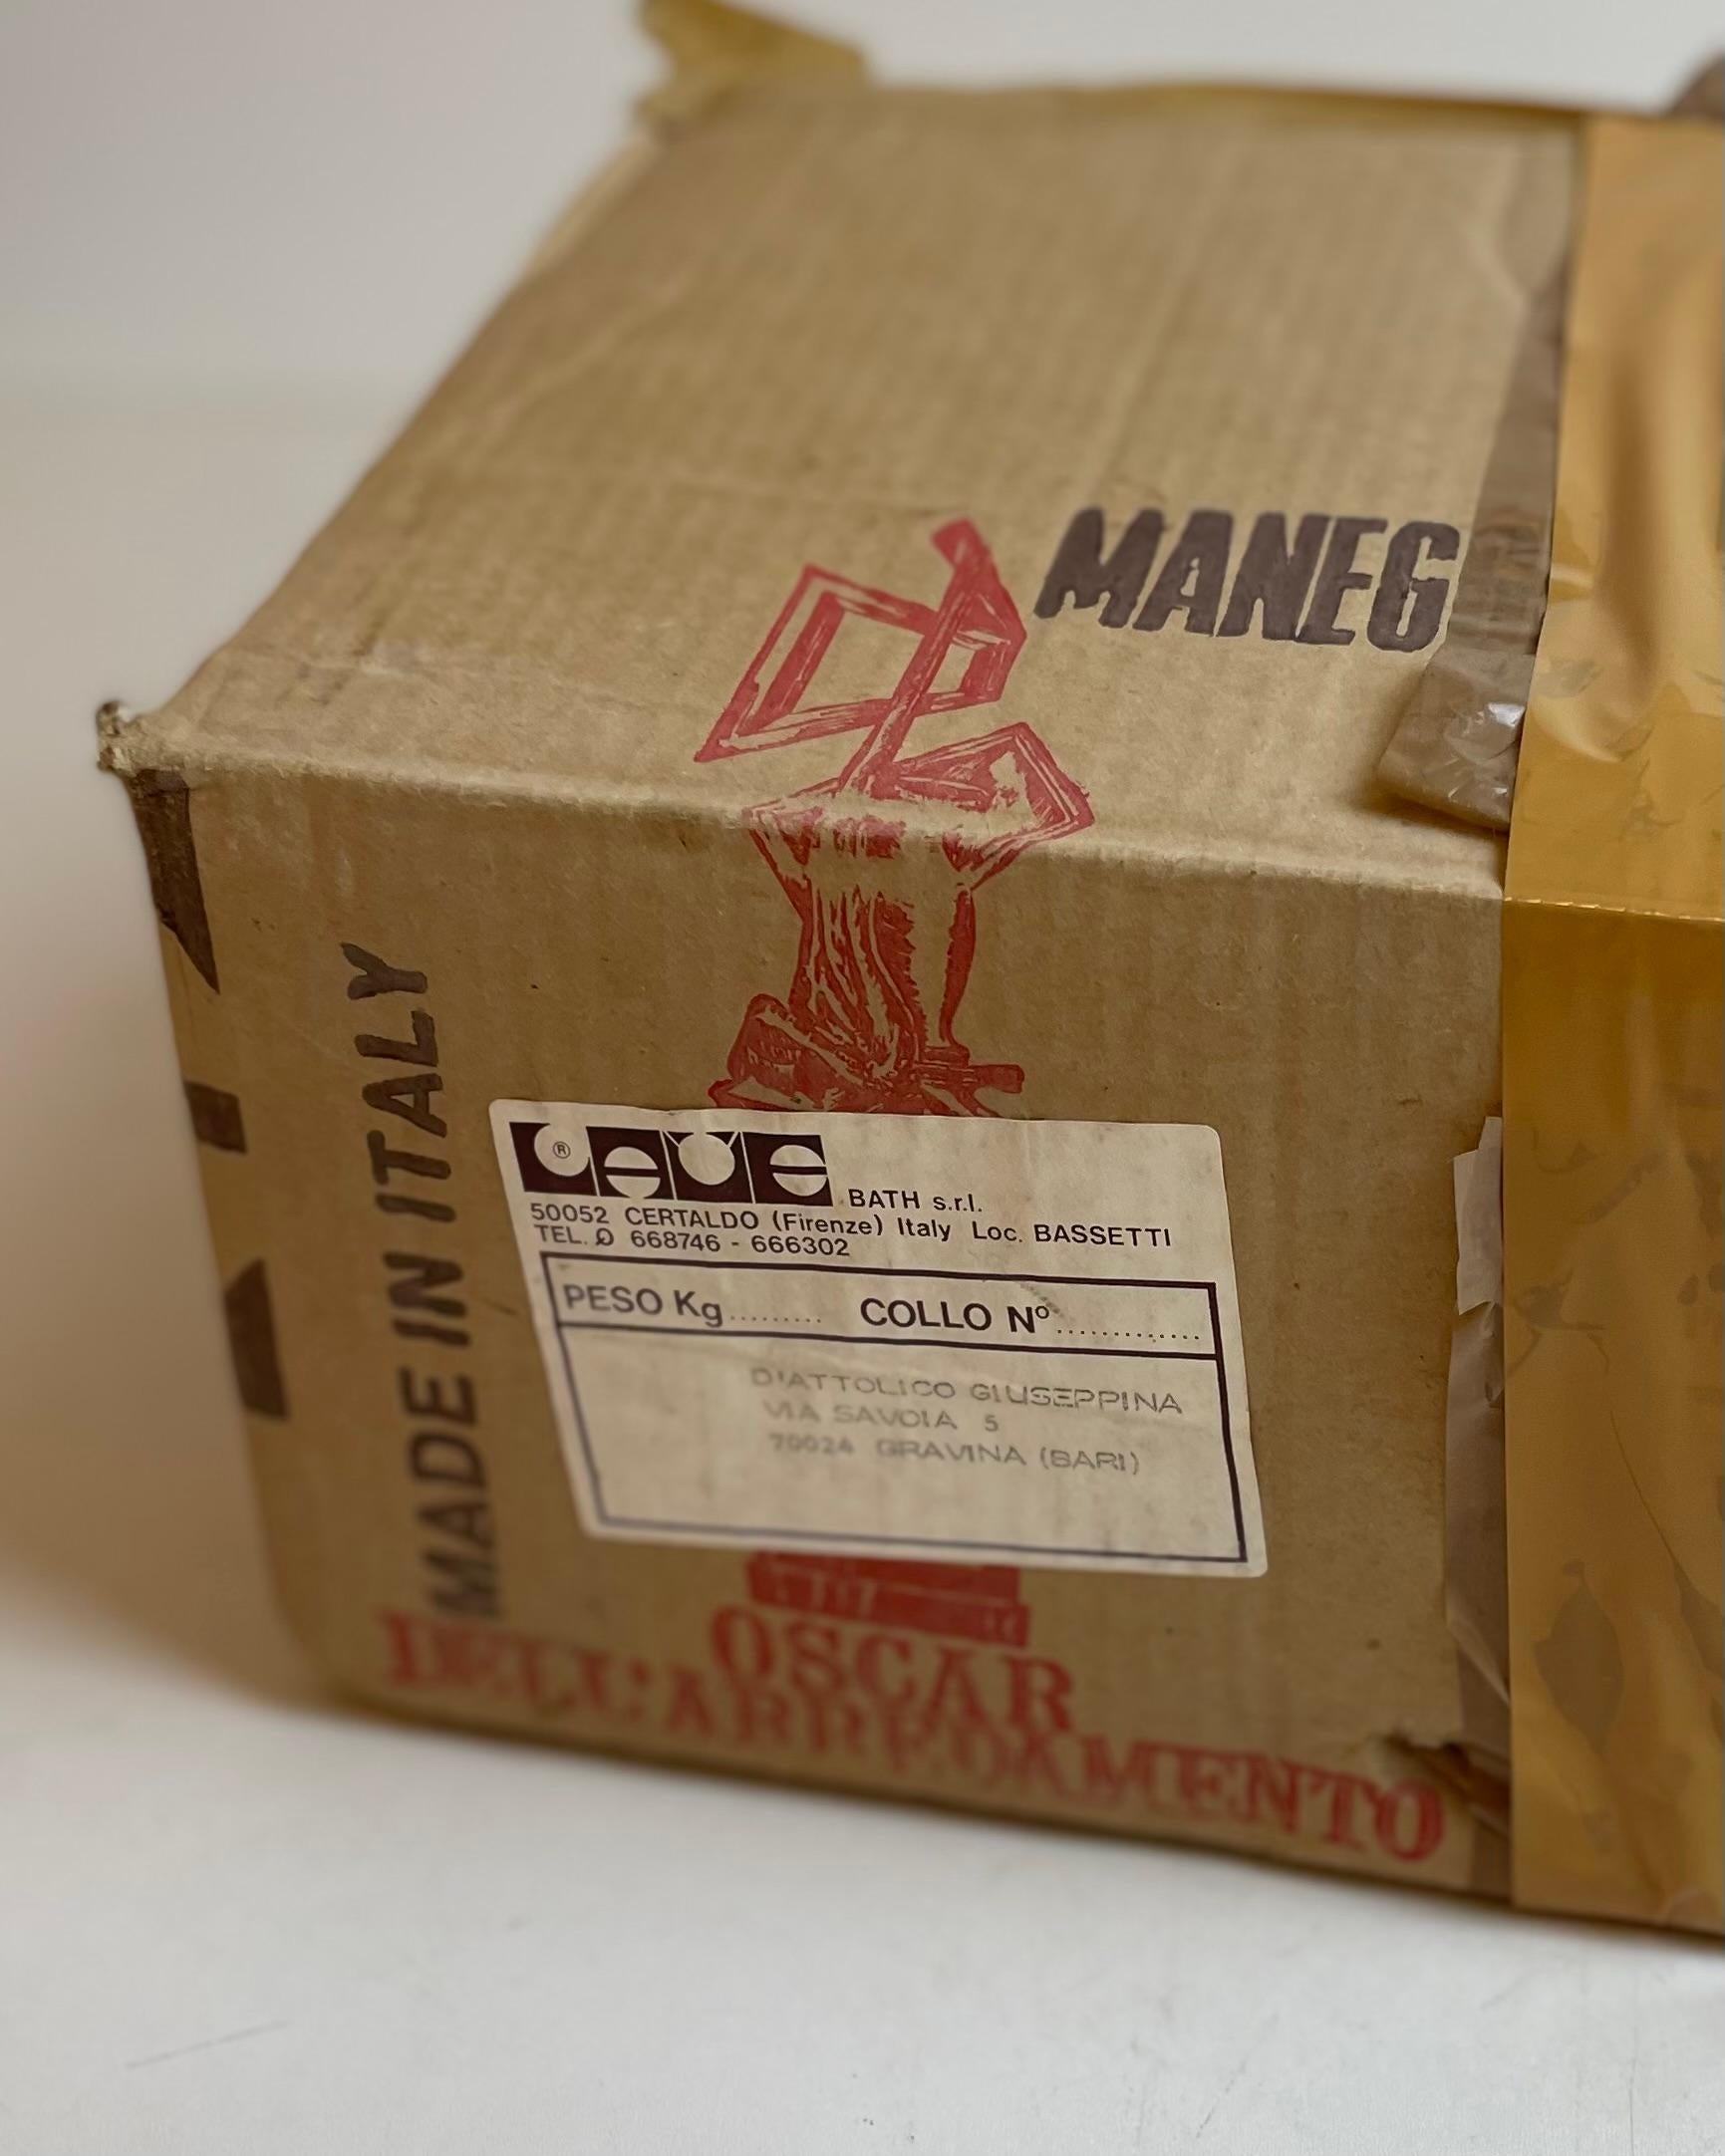 MANEG
MADE IN ITALY
® BATH s.r.l.
50052 CERTALDO (Firenze) Italy Loc. BASSETTI
TEL. 668746 - 666302
PESO Kg......... COLLO Nº.............
D'ATTOLICO GIUSEPPINA
VIA SAVOIA 5
70024 GRAVINA (BARI)
OSCAR
DELL'ARREDAMENTO